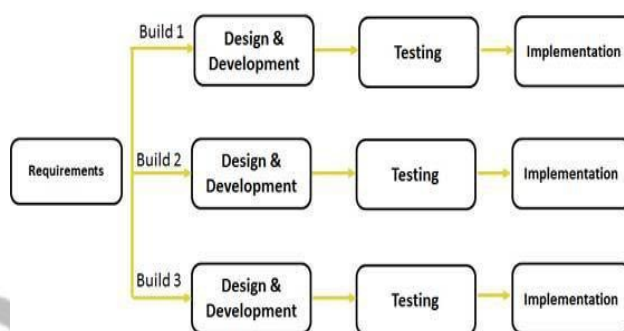 Build 1
Design &
Development
Testing
Implementation
Requirements
Build 2
Design &
Development
Testing
Implementation
Build 3
Design &
Development
Testing
Implementation